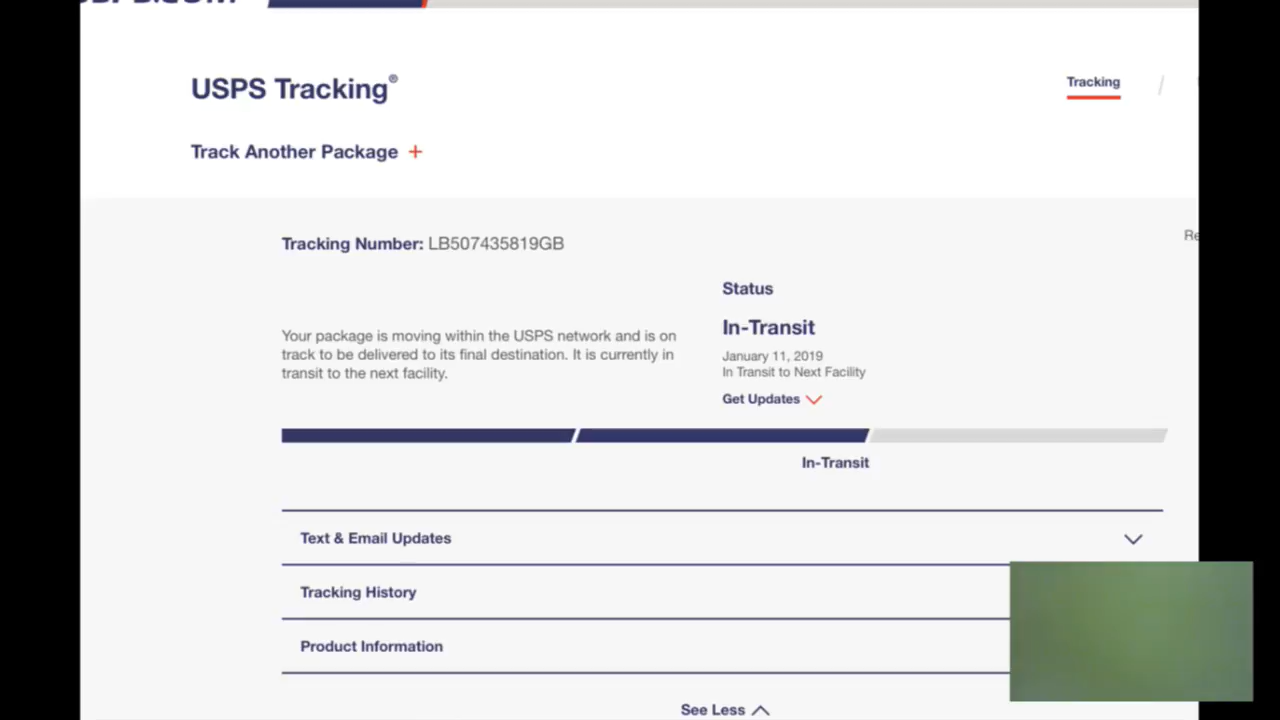 USPS Tracking®
Tracking
/
Track Another Package +
Tracking Number: LB507435819GB
Status
In-Transit
Your package is moving within the USPS network and is on
track to be delivered to its final destination. It is currently in
transit to the next facility.
January 11, 2019
In Transit to Next Facility
Get Updates
In-Transit
Text & Email Updates
Tracking History
Product Information
See Less